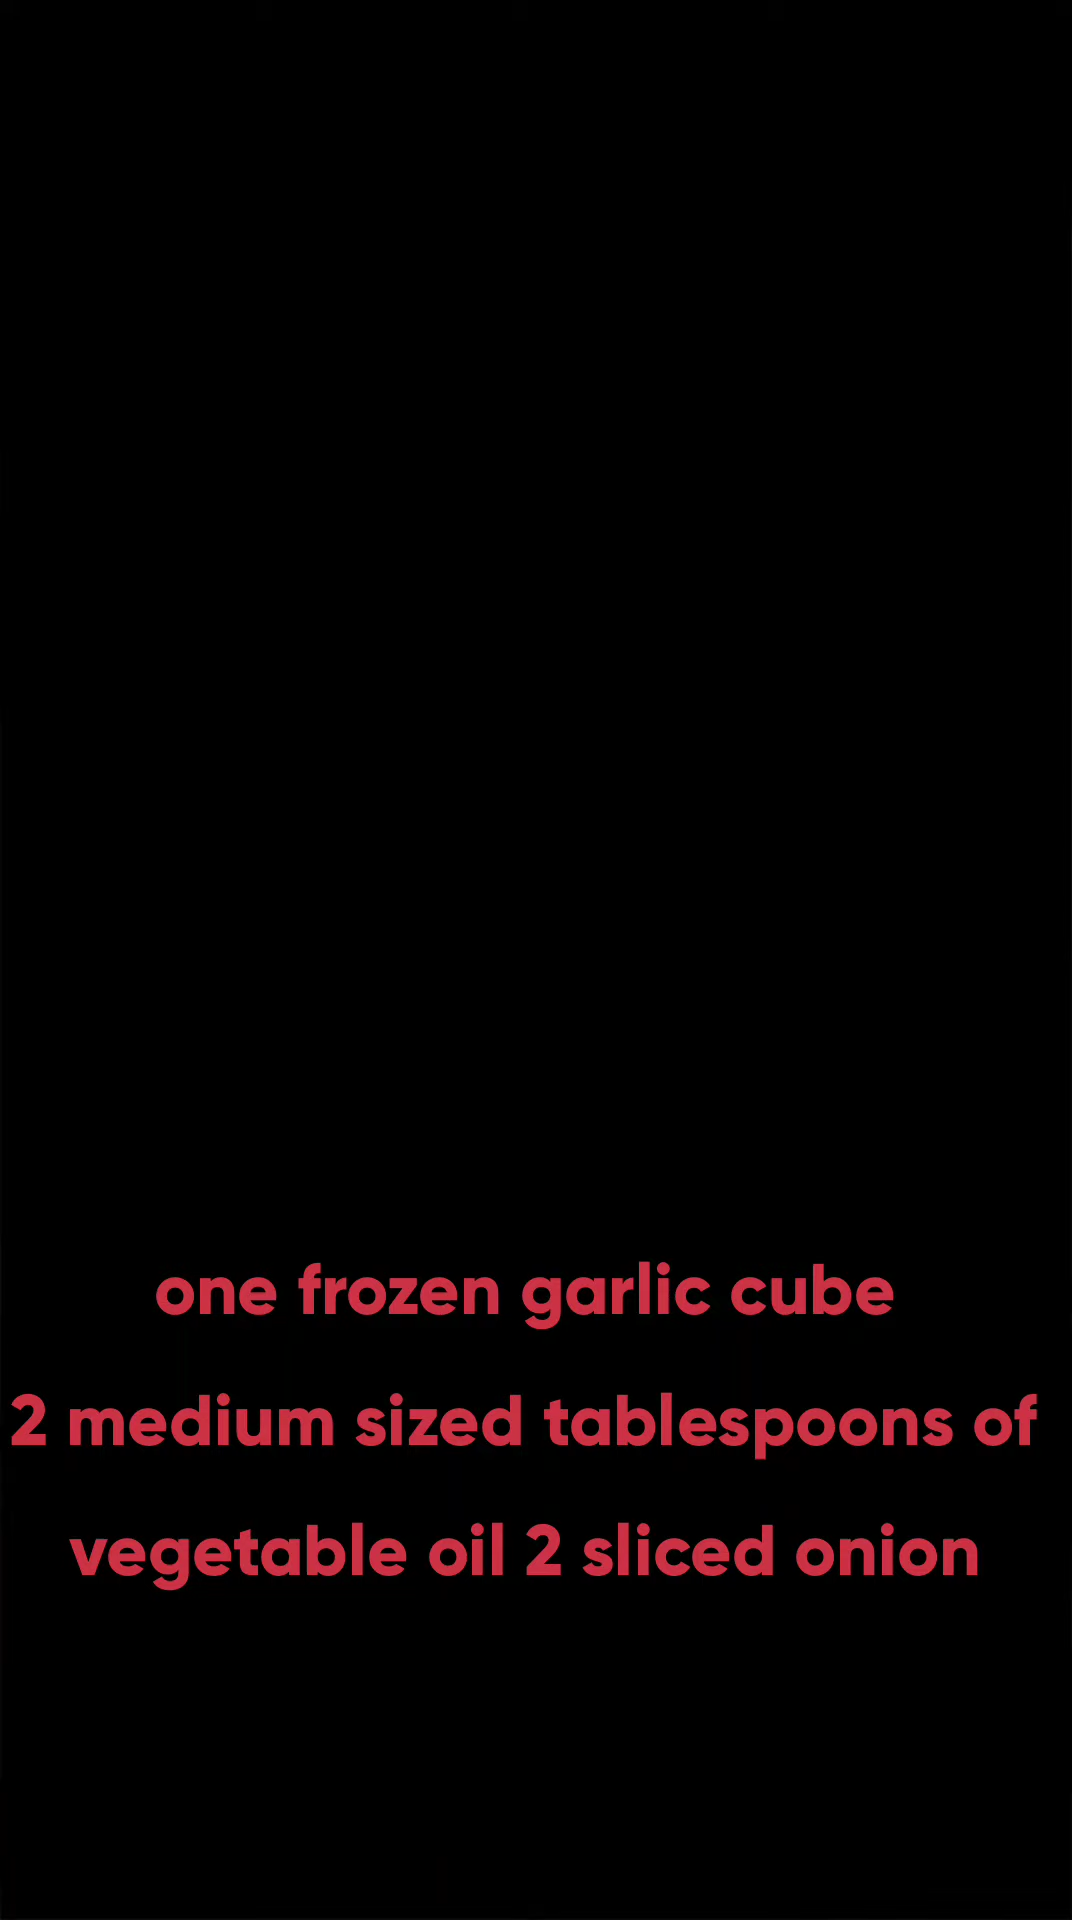 one frozen garlic cube
2 medium sized tablespoons of
vegetable oil 2 sliced onion